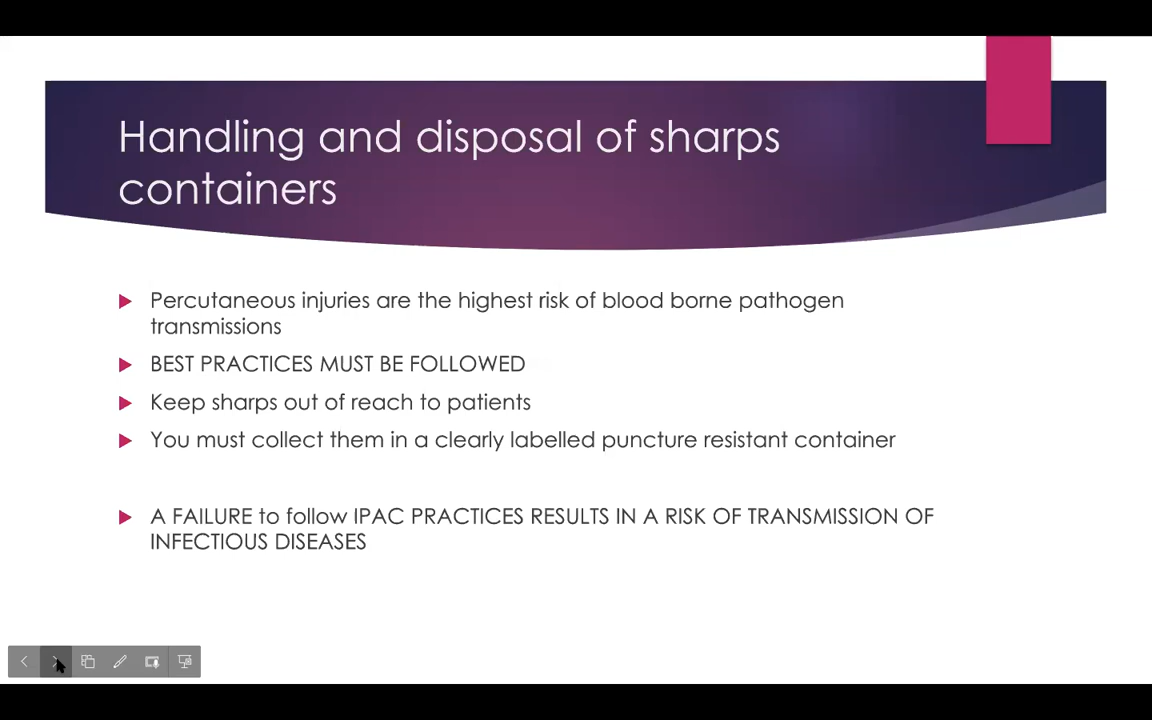 Handling and disposal of sharps
containers
Percutaneous injuries are the highest risk of blood borne pathogen
transmissions
BEST PRACTICES MUST BE FOLLOWED
Keep sharps out of reach to patients
You must collect them in a clearly labelled puncture resistant container
A FAILURE to follow IPAC PRACTICES RESULTS IN A RISK OF TRANSMISSION OF
INFECTIOUS DISEASES